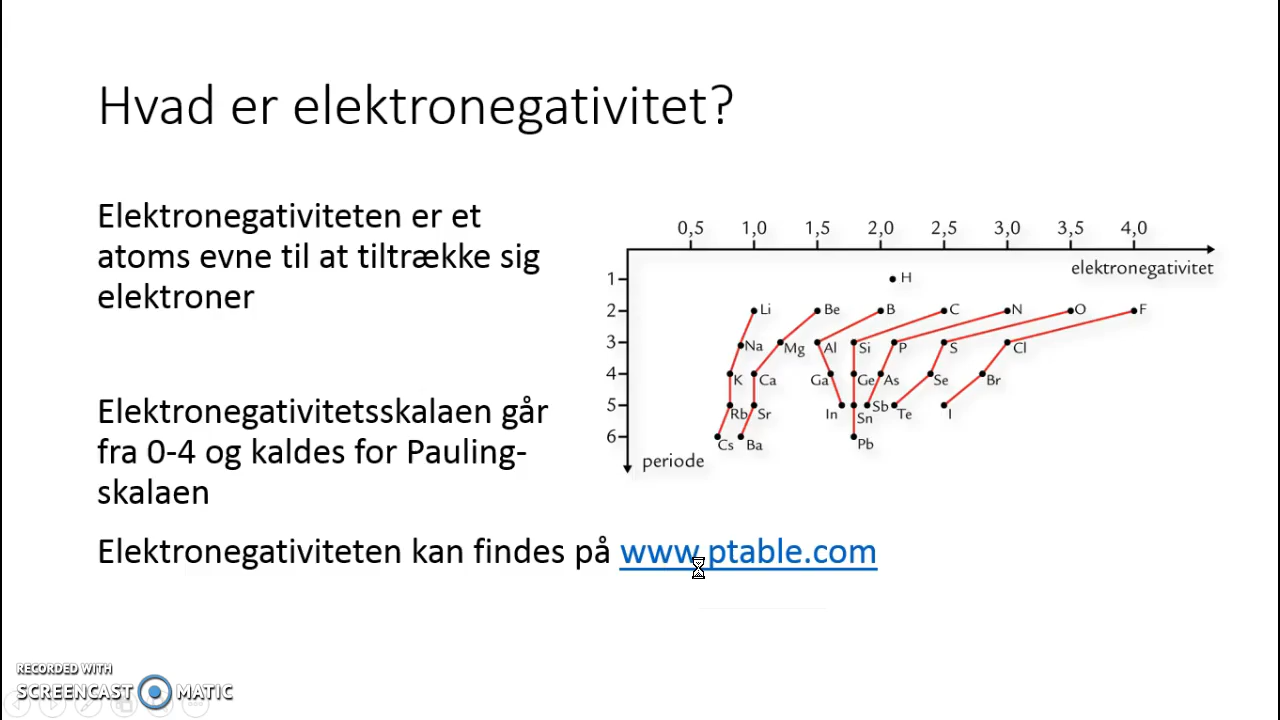 Hvad er elektronegativitet?
Elektronegativiteten er et
atoms evne til at tiltrække sig
elektroner
Elektronegativitetsskalaen går
fra 0-4 og kaldes for Pauling-
skalaen
Elektronegativiteten kan findes på www.ptable.com
0,5 1,0 1,5 2,0 2,5 3,0 3,5 4,0
elektronegativitet
1 H
2 Li Be B C N O F
3 Na Mg Al Si P S Cl
4 K Ca Ga Ge As Se Br
5 Rb Sr In Sn Sb Te I
6 Cs Ba Pb
periode
RECORDED WITH
SCREENCAST MATIC